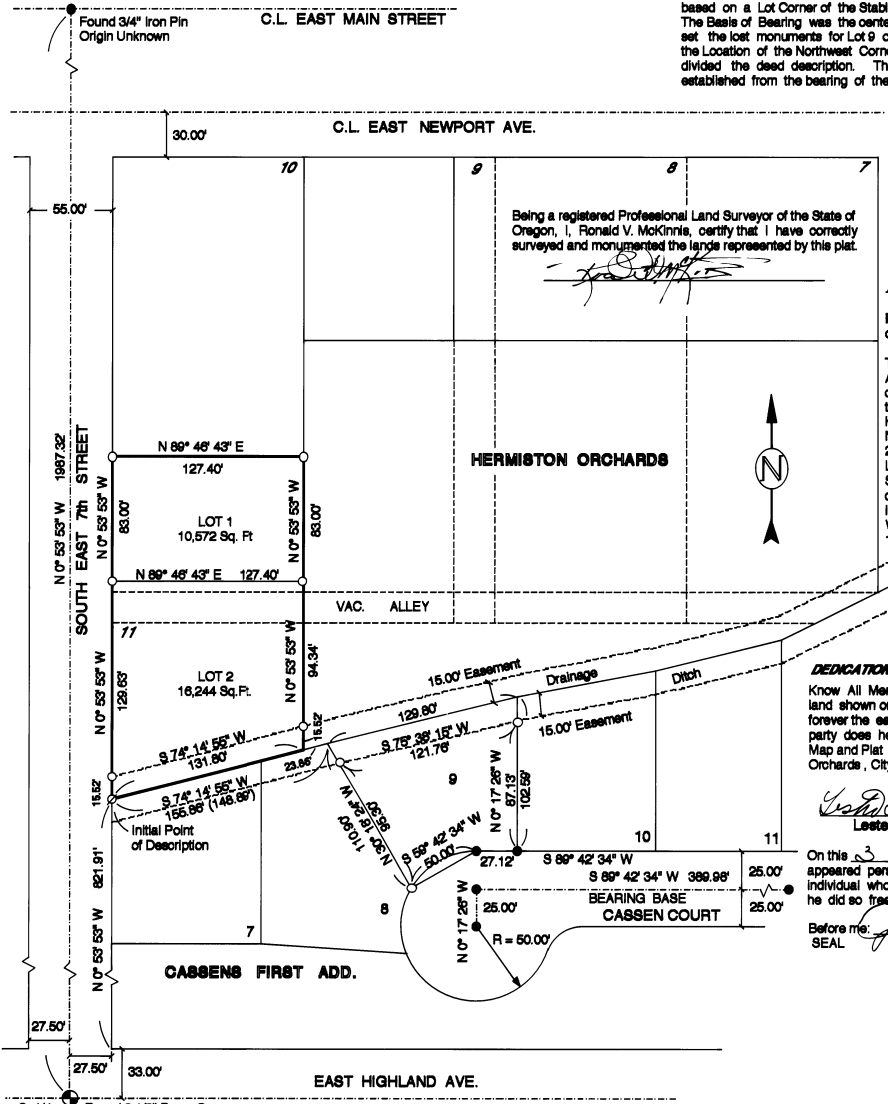 Found 3/4" Iron Pin
Origin Unknown
C.L. EAST MAIN STREET
based on a Lot Corner of the
The Basis of Bearing was the
set the lost monuments for Lot 9
the Location of the Northwest
divided the deed description.
established from the bearing of the
C.L. EAST NEWPORT AVE.
30.00'
10
9
8
7
55.00'
Being a registered Professional Land Surveyor of the State of
Oregon, I, Ronald V. McKinnis, certify that I have correctly
surveyed and monumented the lands represented by this plat.
N 0° 53' 53" W 1987.32'
SOUTH EAST 7th STREET
N 89° 46' 43" E
127.40'
N 0° 53' 53" W
83.00'
LOT 1
10,572 Sq. Ft
N 0° 53' 53" W
83.00'
HERMISTON ORCHARDS
N
N 89° 46' 43" E 127.40'
VAC. ALLEY
11
N 0° 53' 53" W
129.63'
LOT 2
16,244 Sq.Ft.
N 0° 53' 53" W
94.34'
15.52'
15.00' Easement
Drainage
Ditch
129.80'
S 75° 38' 15" W
121.76'
15.00' Easement
S 74° 14' 55" W
131.80'
23.86'
S 74° 14' 55" W
155.86' (148.89')
15.52'
Initial Point
of Description
N 30° 16' 24" W
110.90'
95.30'
9
N 0° 17' 26" W
87.13'
102.59'
S 59° 42' 34" W
50.00'
27.12'
10
11
S 89° 42' 34" W
S 89° 42' 34" W 389.96'
25.00'
25.00'
BEARING BASE
CASSEN COURT
25.00'
N 0° 17' 26" W
R = 50.00'
8
7
821.91'
N 0° 53' 53" W
CASSENS FIRST ADD.
DEDICATION
Know All
land shown
forever the
party does
Map and Plat
Orchards, City
On this 3
appeared
individual
he did so
Before me:
SEAL
27.50'
27.50'
33.00'
EAST HIGHLAND AVE.